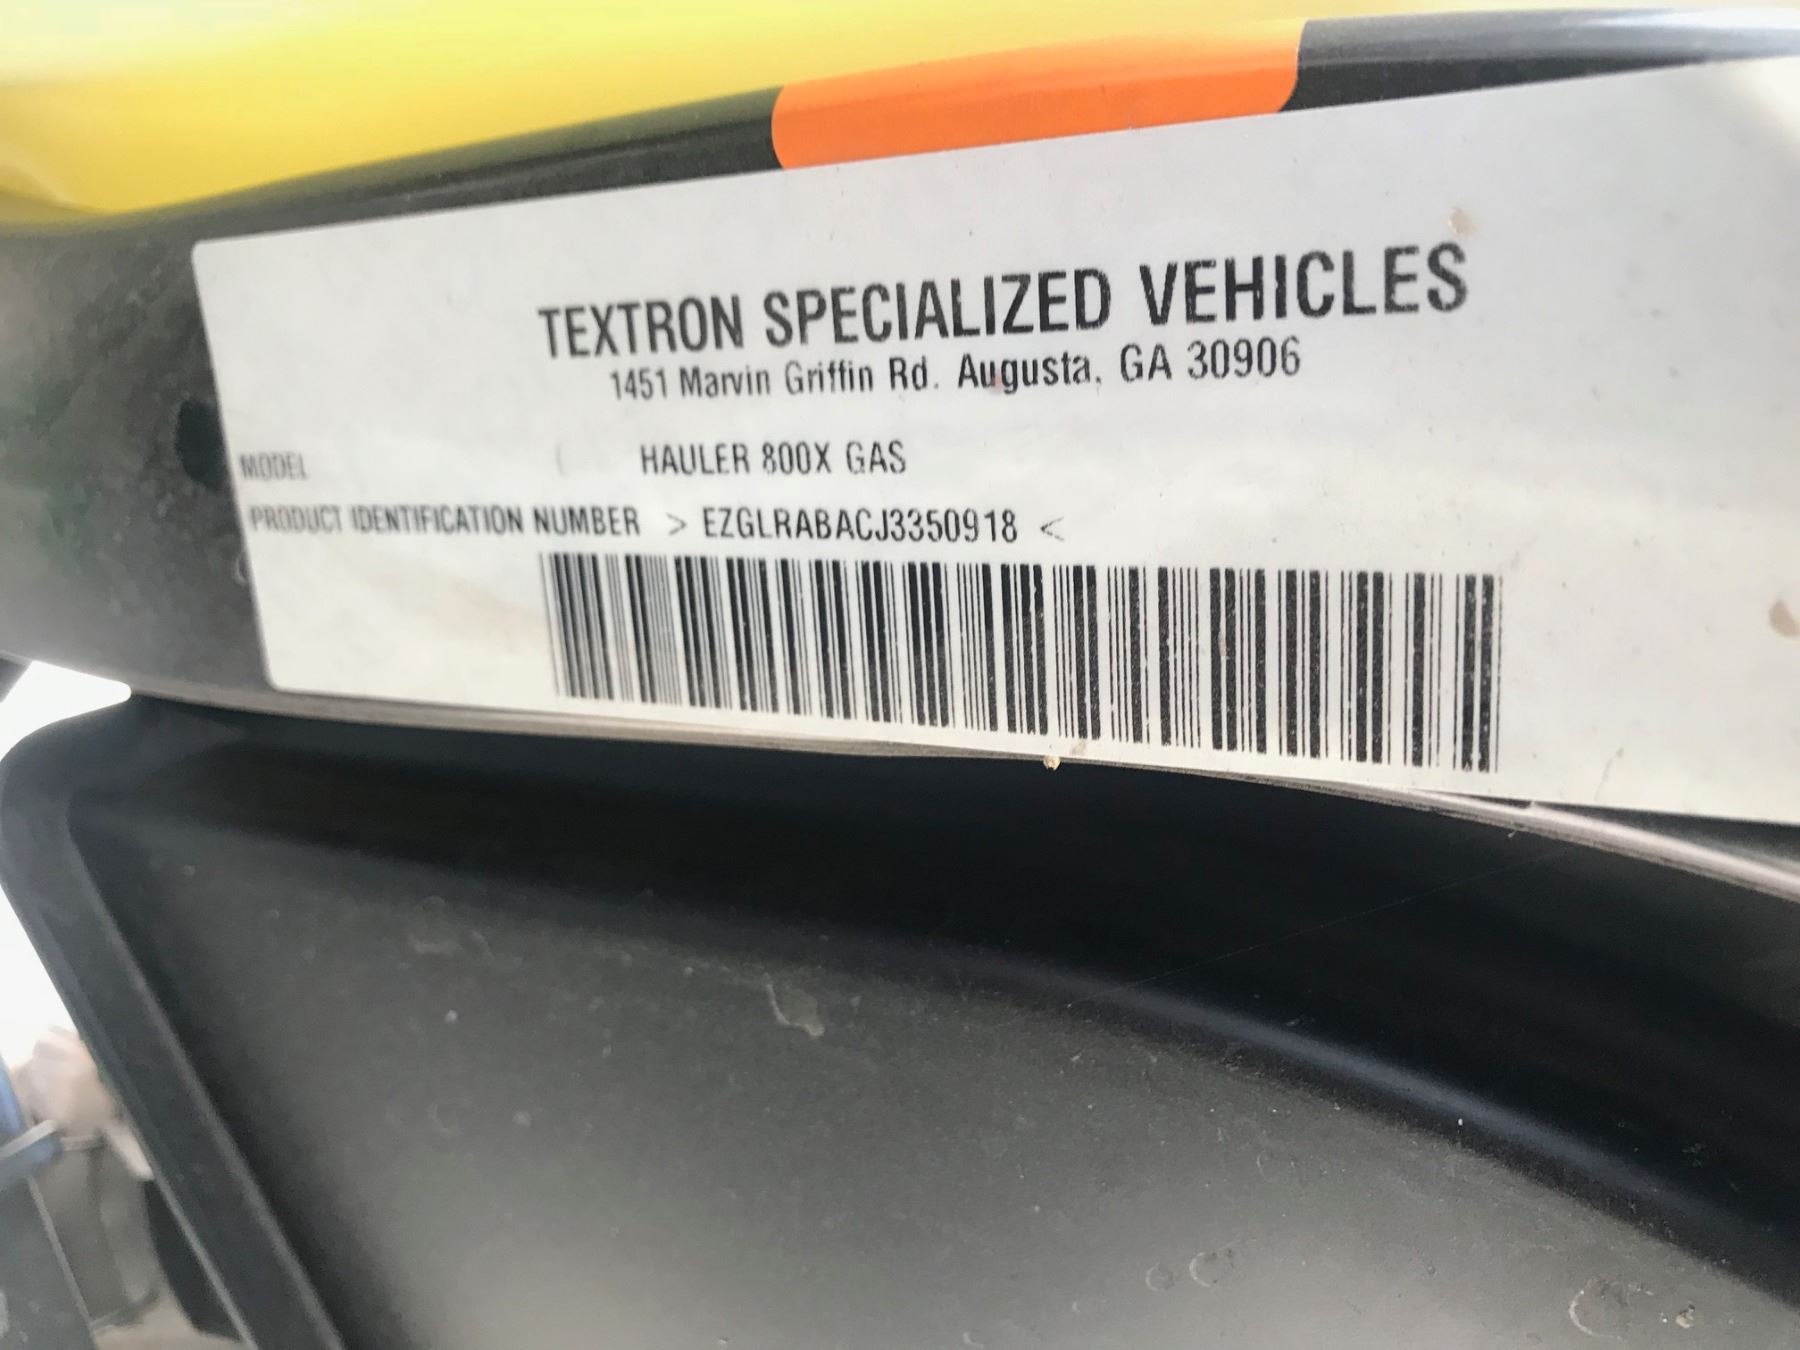 TEXTRON SPECIALIZED VEHICLES
1451 Marvin Griffin Rd. Augusta, GA 30906
MODEL HAULER 800X GAS
PRODUCT IDENTIFICATION NUMBER > EZGLRABACJ3350918 <